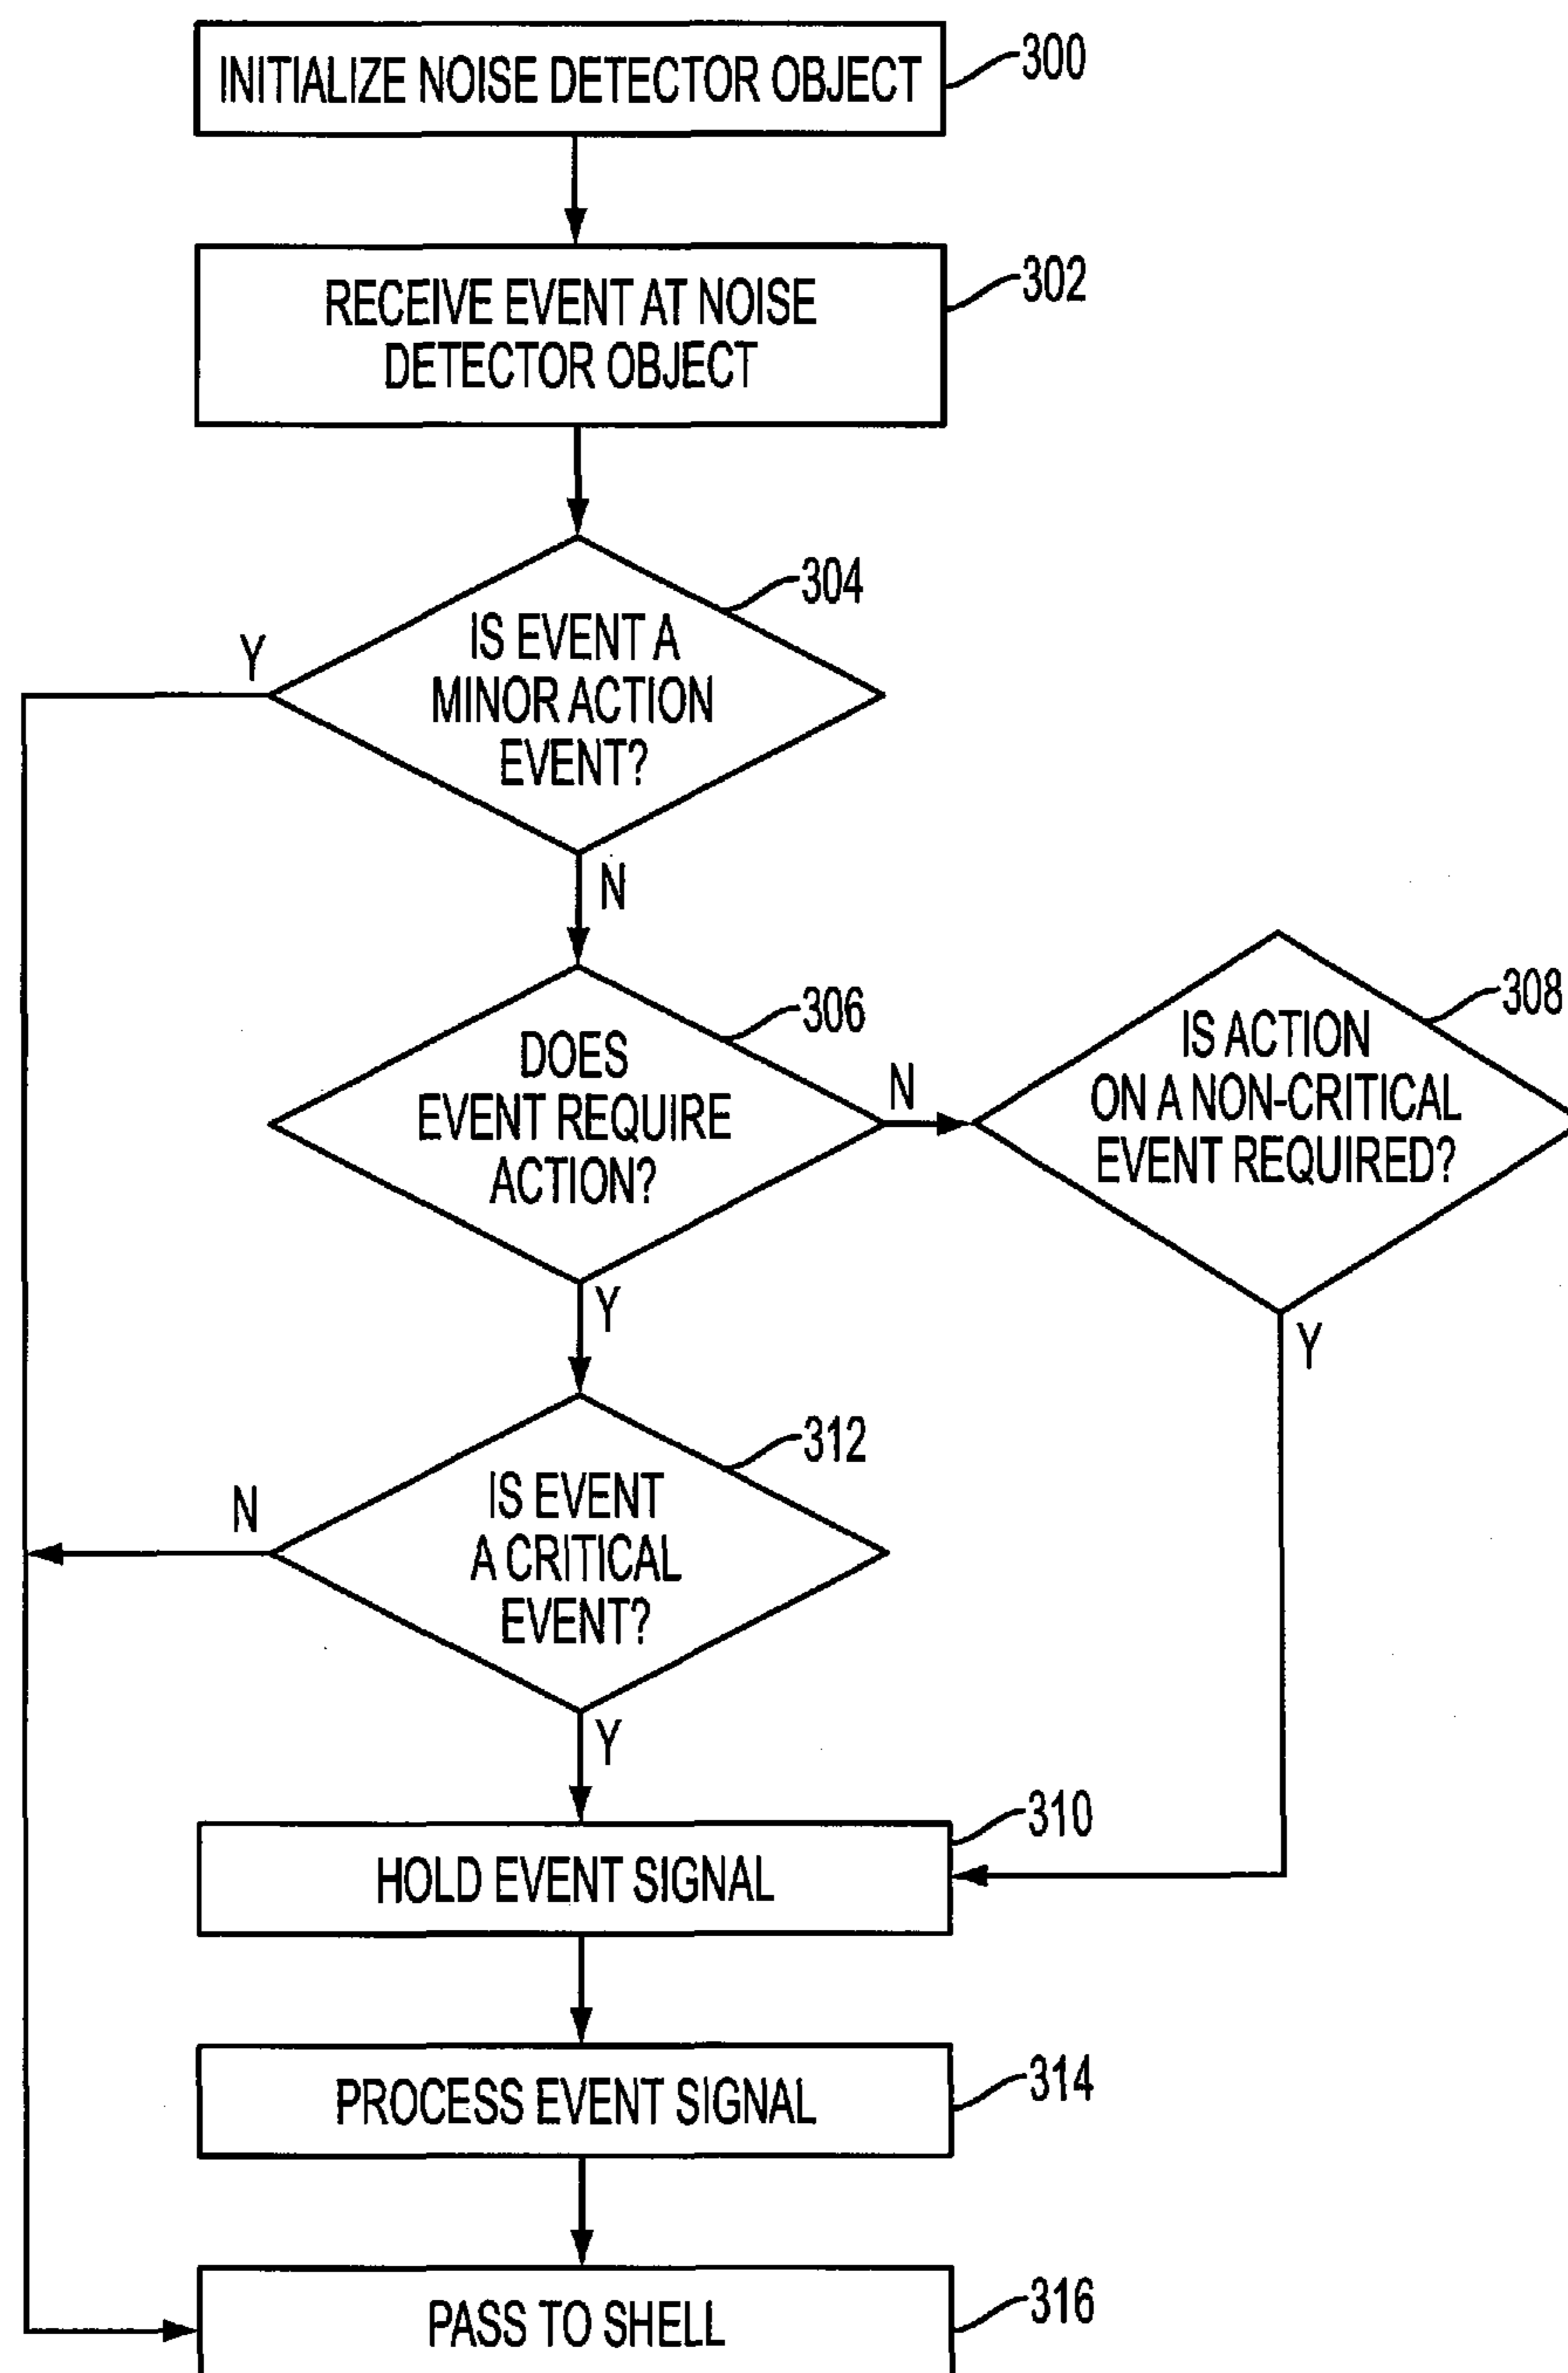 INITIALIZE NOISE DETECTOR OBJECT
300
RECEIVE EVENT AT NOISE
DETECTOR OBJECT
302
304
IS EVENT A
MINOR ACTION
EVENT?
Y
N
306
DOES
EVENT REQUIRE
ACTION?
N
308
IS ACTION
ON A NON-CRITICAL
EVENT REQUIRED?
Y
Y
312
IS EVENT
A CRITICAL
EVENT?
N
Y
310
HOLD EVENT SIGNAL
PROCESS EVENT SIGNAL
314
PASS TO SHELL
316